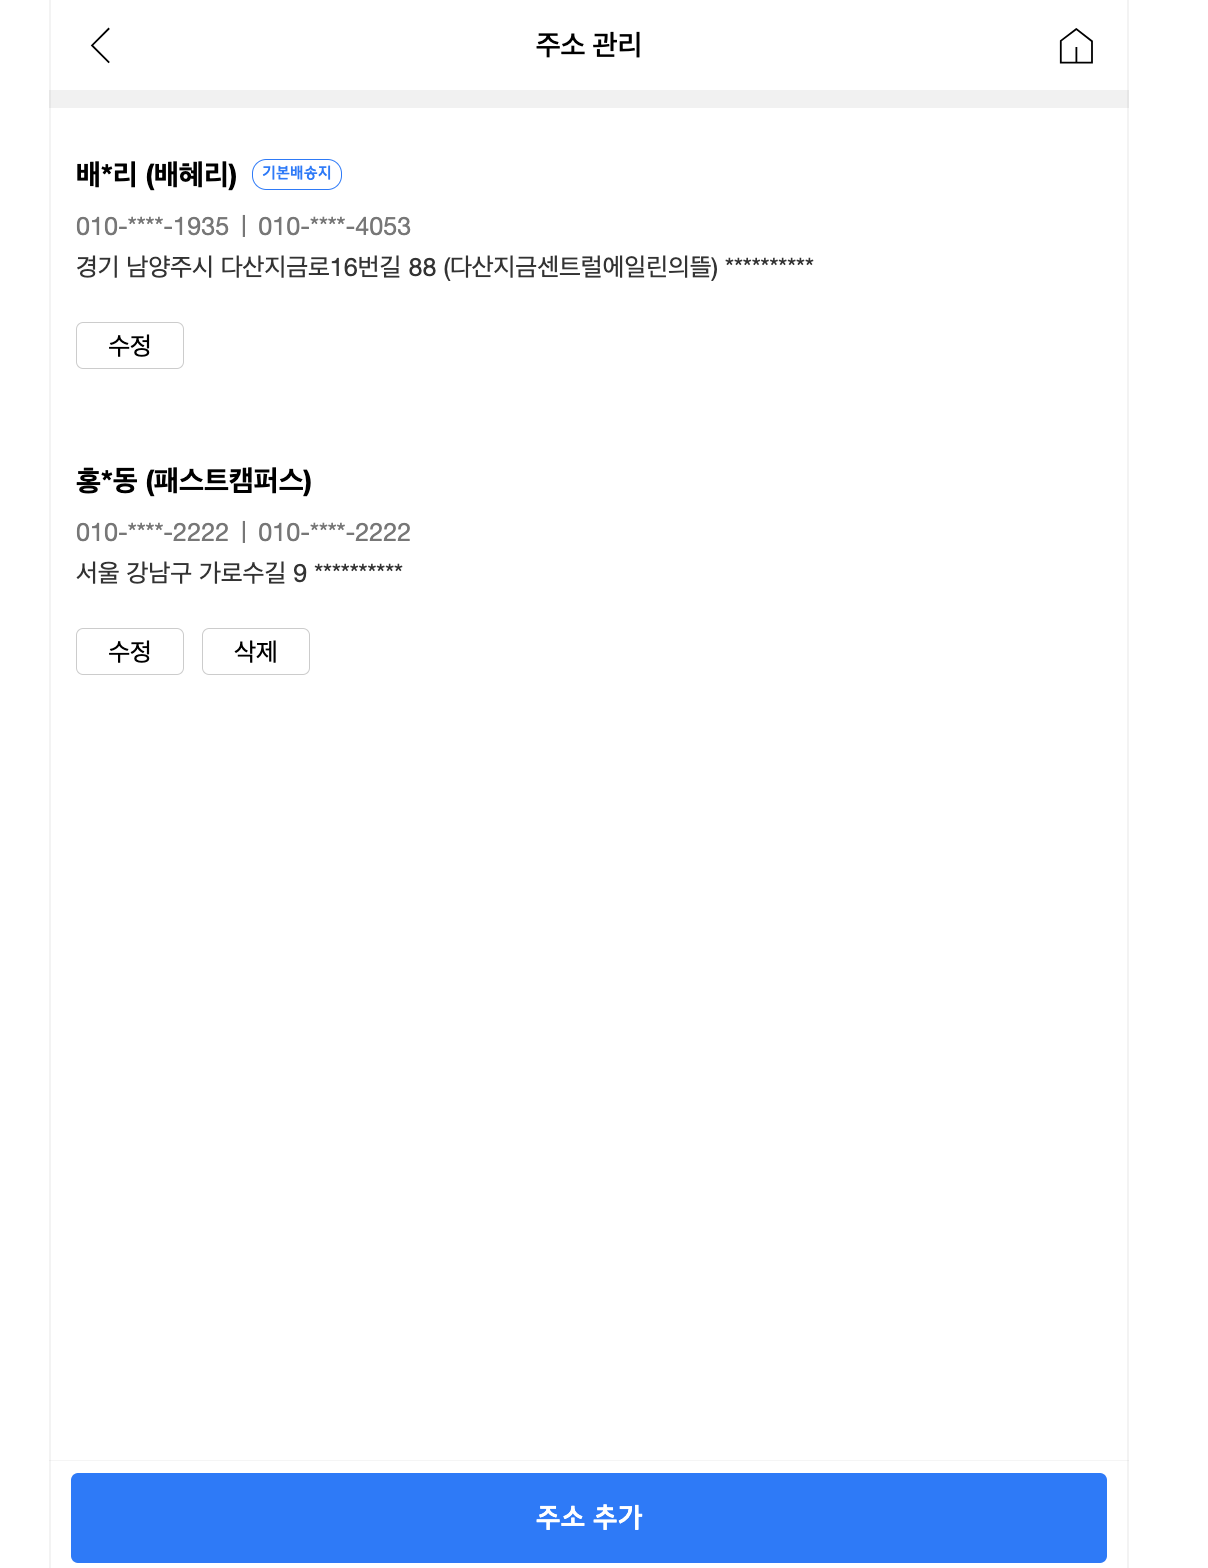 주소 관리
배*리 (배혜리) 기본배송지
010-****-1935 | 010-****-4053
경기 남양주시 다산지금로16번길 88 (다산지금센트럴에일린의뜰) **********
수정
홍*동 (패스트캠퍼스)
010-****-2222 | 010-****-2222
서울 강남구 가로수길 9 **********
수정 삭제
주소 추가